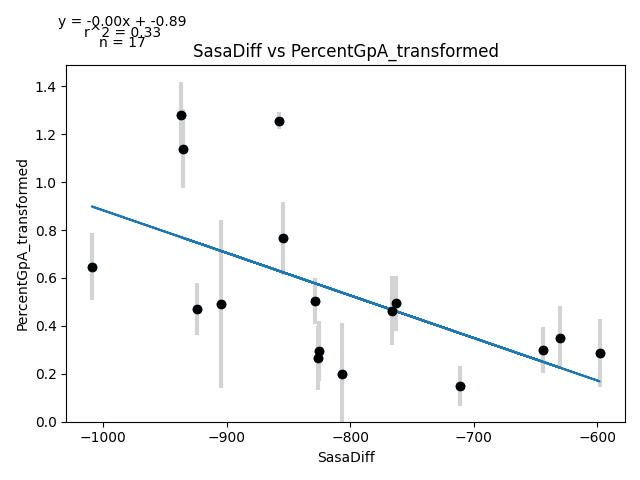 y = -0.00x + -0.89
r^2 = 0.33
n = 17
SasaDiff vs PercentGpA_transformed
PercentGpA_transformed
1.4
1.2
1.0
0.8
0.6
0.4
0.2
0.0
−1000 −900 −800 −700 −600
SasaDiff